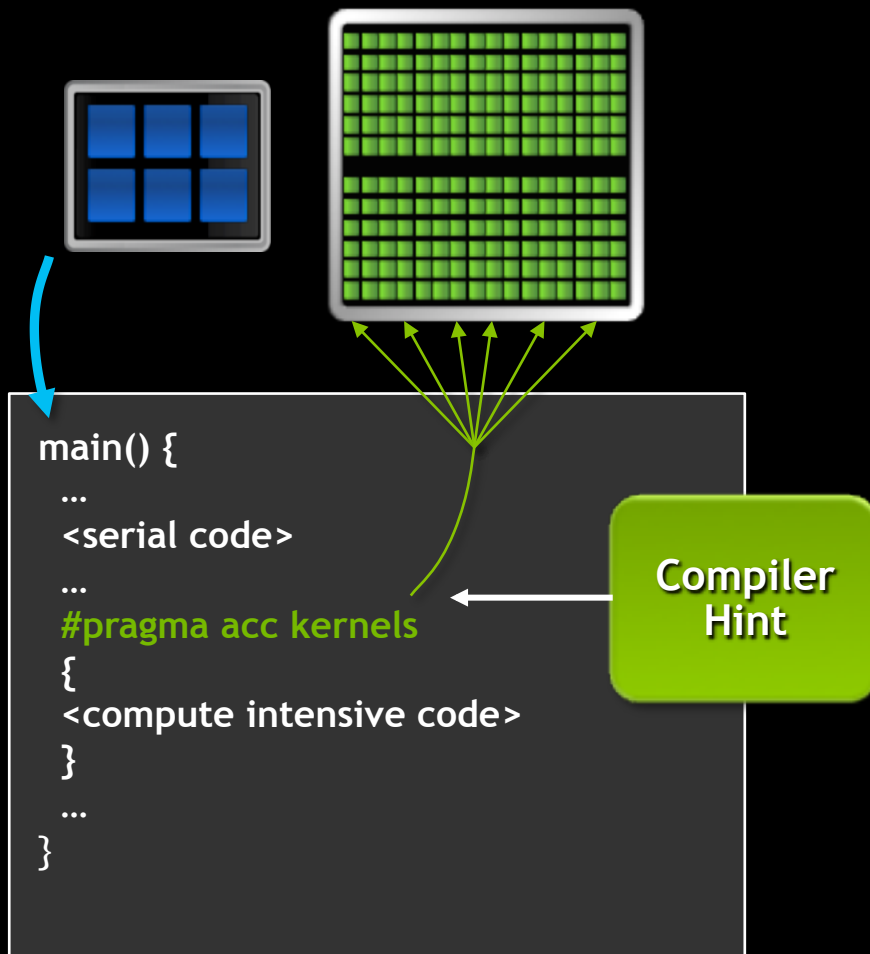 main() {
…
<serial code>
…
#pragma acc kernels
{
<compute intensive code>
}
…
}
Compiler
Hint